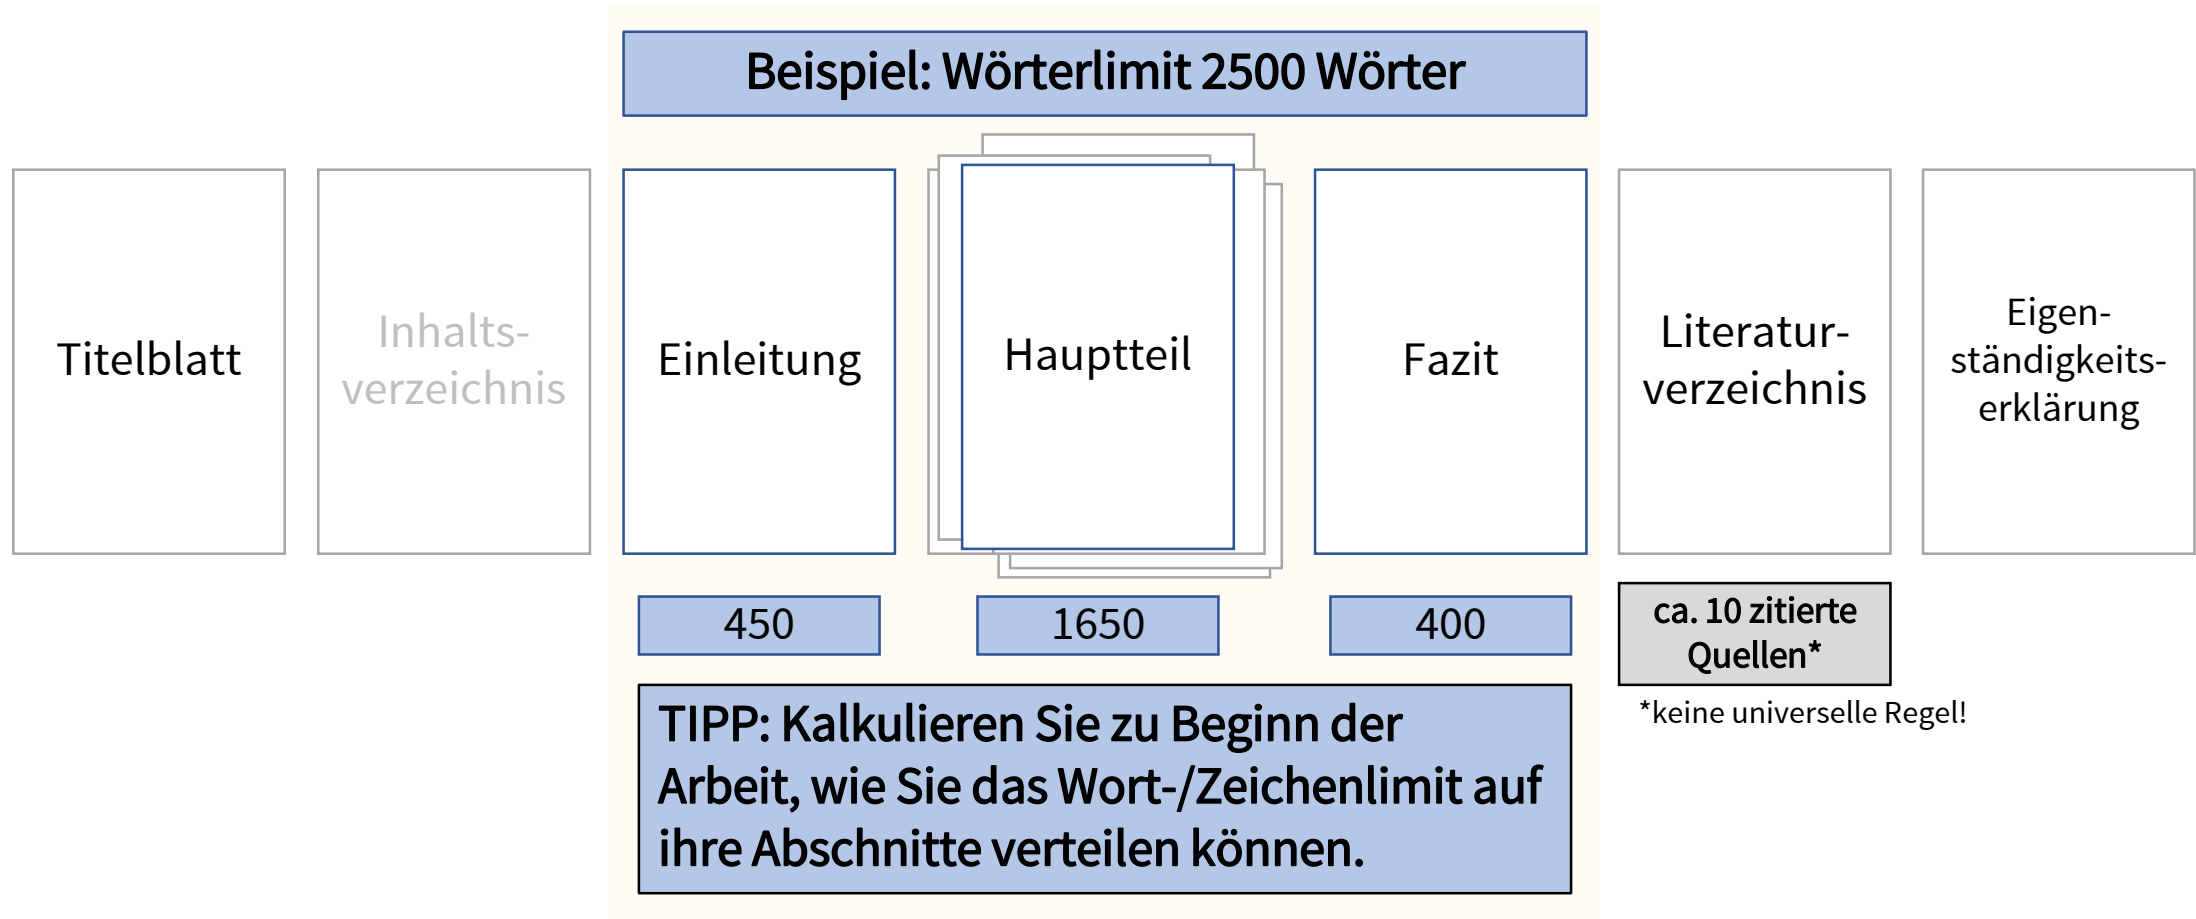 Beispiel: Wörterlimit 2500 Wörter
Titelblatt
Inhalts-
verzeichnis
Einleitung
Hauptteil
Fazit
Literatur-
verzeichnis
Eigen-
ständigkeits-
erklärung
450
1650
400
ca. 10 zitierte
Quellen*
*keine universelle Regel!
TIPP: Kalkulieren Sie zu Beginn der
Arbeit, wie Sie das Wort-/Zeichenlimit auf
ihre Abschnitte verteilen können.